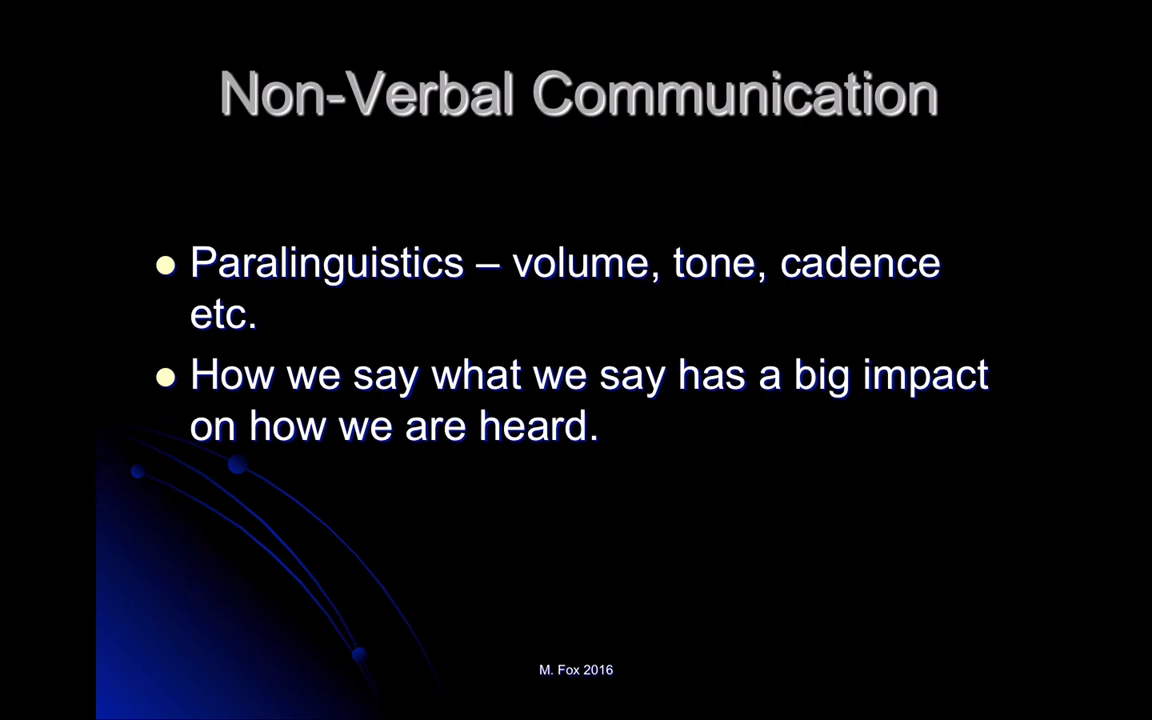 Non-Verbal Communication
Paralinguistics – volume, tone, cadence
etc.
How we say what we say has a big impact
on how we are heard.
M. Fox 2016